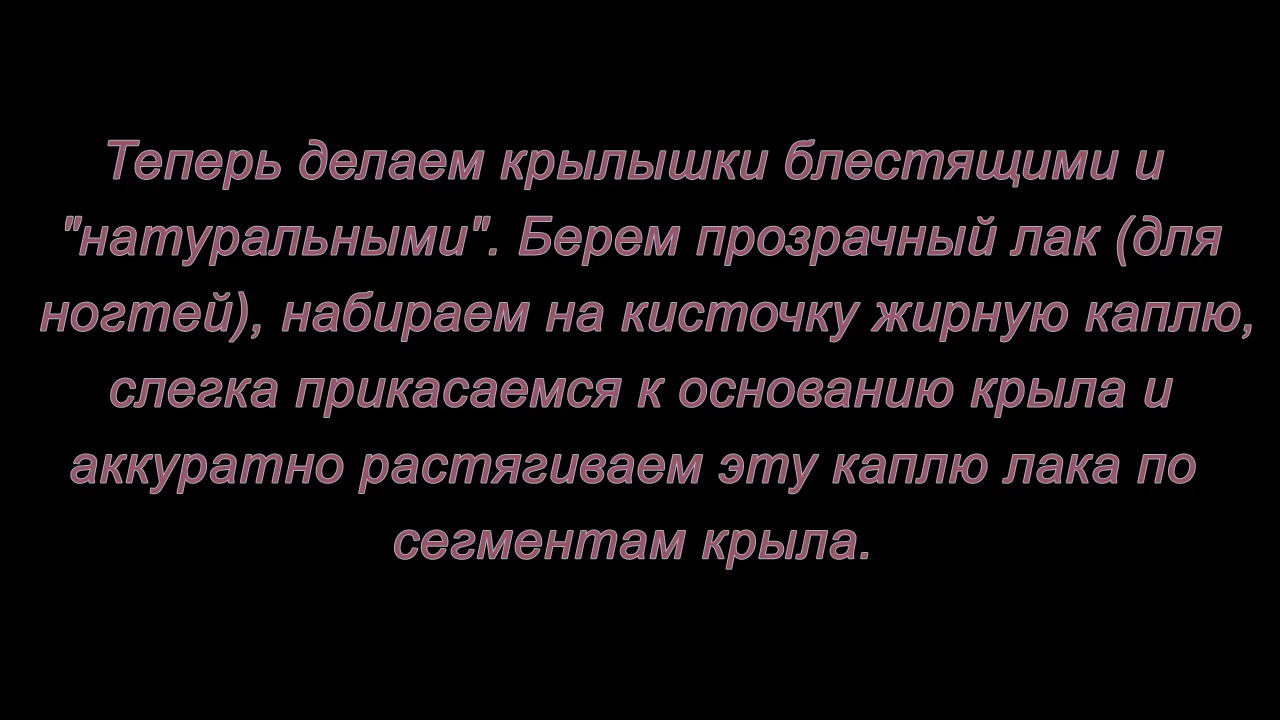 Теперь делаем крылышки блестящими и
"натуральными". Берем прозрачный лак (для
ногтей), набираем на кисточку жирную каплю,
слегка прикасаемся к основанию крыла и
аккуратно растягиваем эту каплю лака по
сегментам крыла.